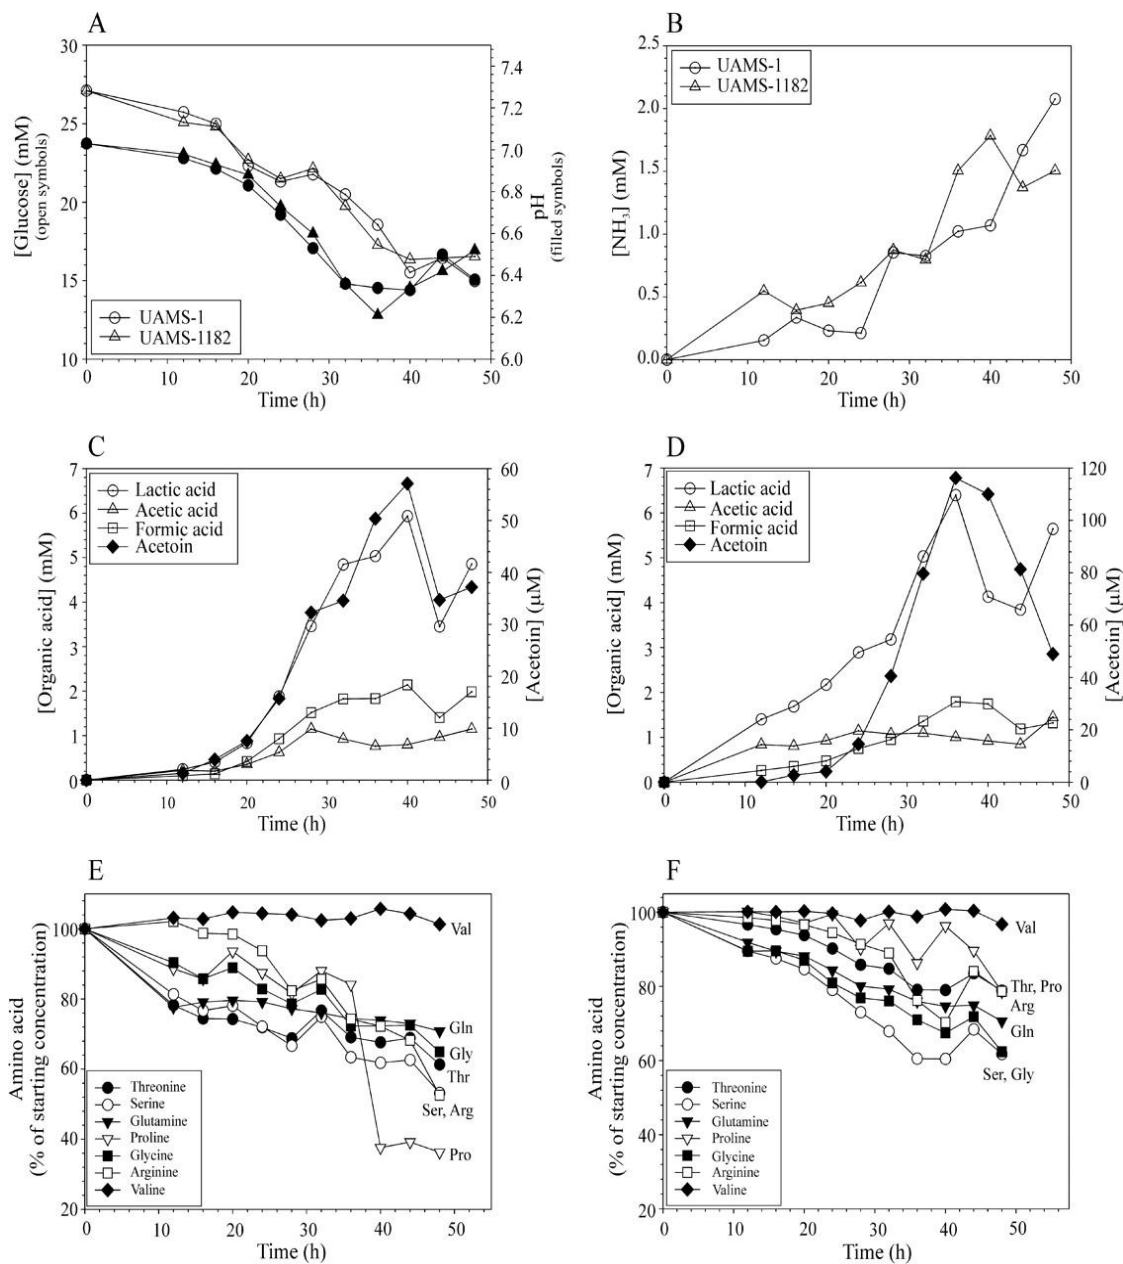 A
[Glucose] (mM)
(open symbols)
30
25
20
15
10
7.4
7.2
7.0
6.8
6.6
6.4
6.2
6.0
pH
(filled symbols)
UAMS-1
UAMS-1182
0 10 20 30 40 50
Time (h)
B
[NH3] (mM)
2.5
2.0
1.5
1.0
0.5
0.0
UAMS-1
UAMS-1182
0 10 20 30 40 50
Time (h)
C
[Organic acid] (mM)
7
6
5
4
3
2
1
0
60
50
40
30
20
10
0
[Acetoin] (µM)
Lactic acid
Acetic acid
Formic acid
Acetoin
0 10 20 30 40 50
Time (h)
D
[Organic acid] (mM)
7
6
5
4
3
2
1
0
120
100
80
60
40
20
0
[Acetoin] (µM)
Lactic acid
Acetic acid
Formic acid
Acetoin
0 10 20 30 40 50
Time (h)
E
Amino acid
(% of starting concentration)
100
80
60
40
20
Val
Gln
Gly
Thr
Ser, Arg
Pro
Threonine
Serine
Glutamine
Proline
Glycine
Arginine
Valine
0 10 20 30 40 50
Time (h)
F
Amino acid
(% of starting concentration)
100
80
60
40
20
Val
Thr, Pro
Arg
Gln
Ser, Gly
Threonine
Serine
Glutamine
Proline
Glycine
Arginine
Valine
0 10 20 30 40 50
Time (h)